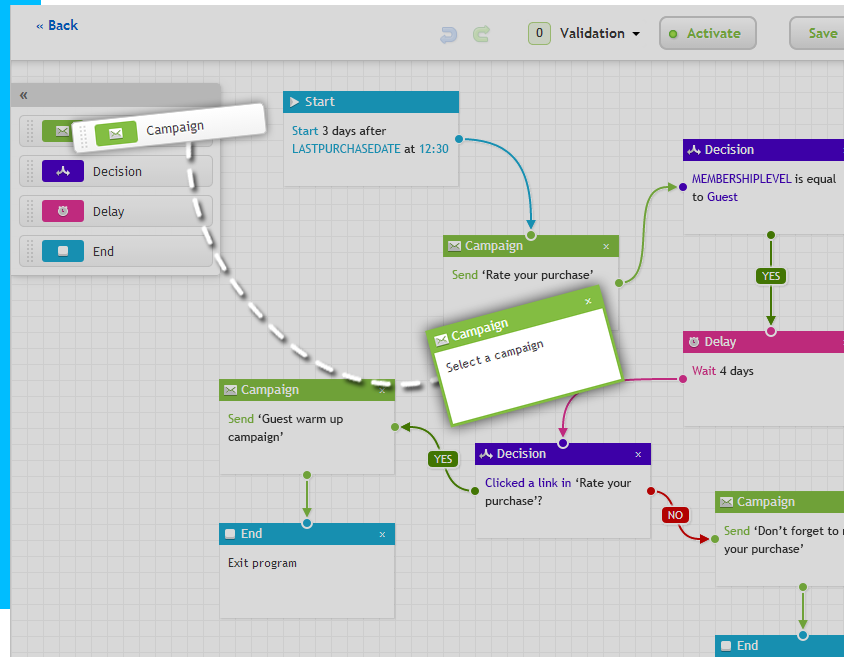 « Back
0 Validation
Activate
Save
«
Campaign
Decision
Delay
End
Start
Start 3 days after
LASTPURCHASEDATE at 12:30
Decision
MEMBERSHIPLEVEL is equal
to Guest
YES
Campaign x
Send ‘Rate your purchase’
Campaign x
Select a campaign
Delay
Wait 4 days
Campaign x
Send ‘Guest warm up
campaign’
YES
Decision x
Clicked a link in ‘Rate your
purchase’?
NO
Campaign
Send ‘Don’t forget to
your purchase’
End x
Exit program
End